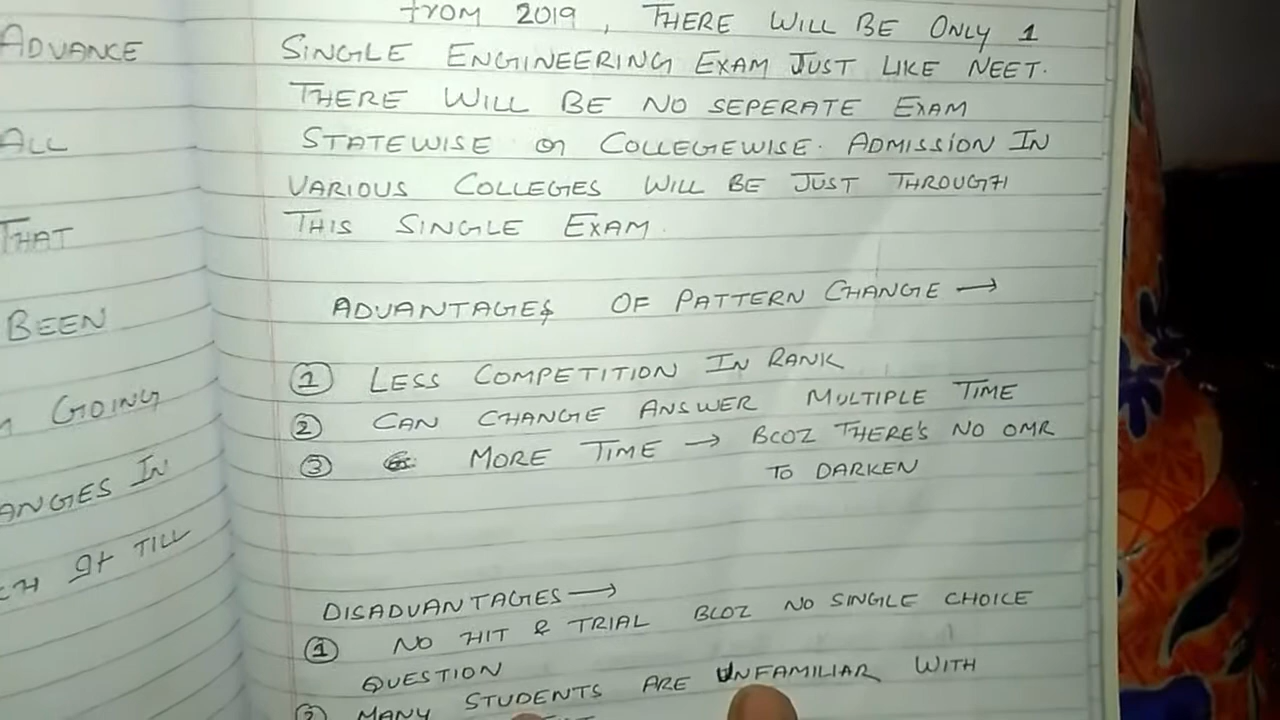 ADVANCE
ALL
THAT
BEEN
GOING
IN
It TILL
from 2019, THERE WILL BE ONLY 1
SINGLE ENGINEERING EXAM JUST LIKE NEET.
THERE WILL BE NO SEPERATE EXAM
STATEWISE or COLLEGEWISE. ADMISSION IN
VARIOUS COLLEGES WILL BE JUST THROUGH
THIS SINGLE EXAM.
ADVANTAGES OF PATTERN CHANGE →
① LESS COMPETITION IN RANK
② CAN CHANGE ANSWER MULTIPLE TIME
③ MORE TIME → BCOZ THERE'S NO OMR
TO DARKEN
DISADVANTAGES →
① NO HIT & TRIAL BCOZ NO SINGLE CHOICE
QUESTION
② MANY STUDENTS ARE UNFAMILIAR WITH